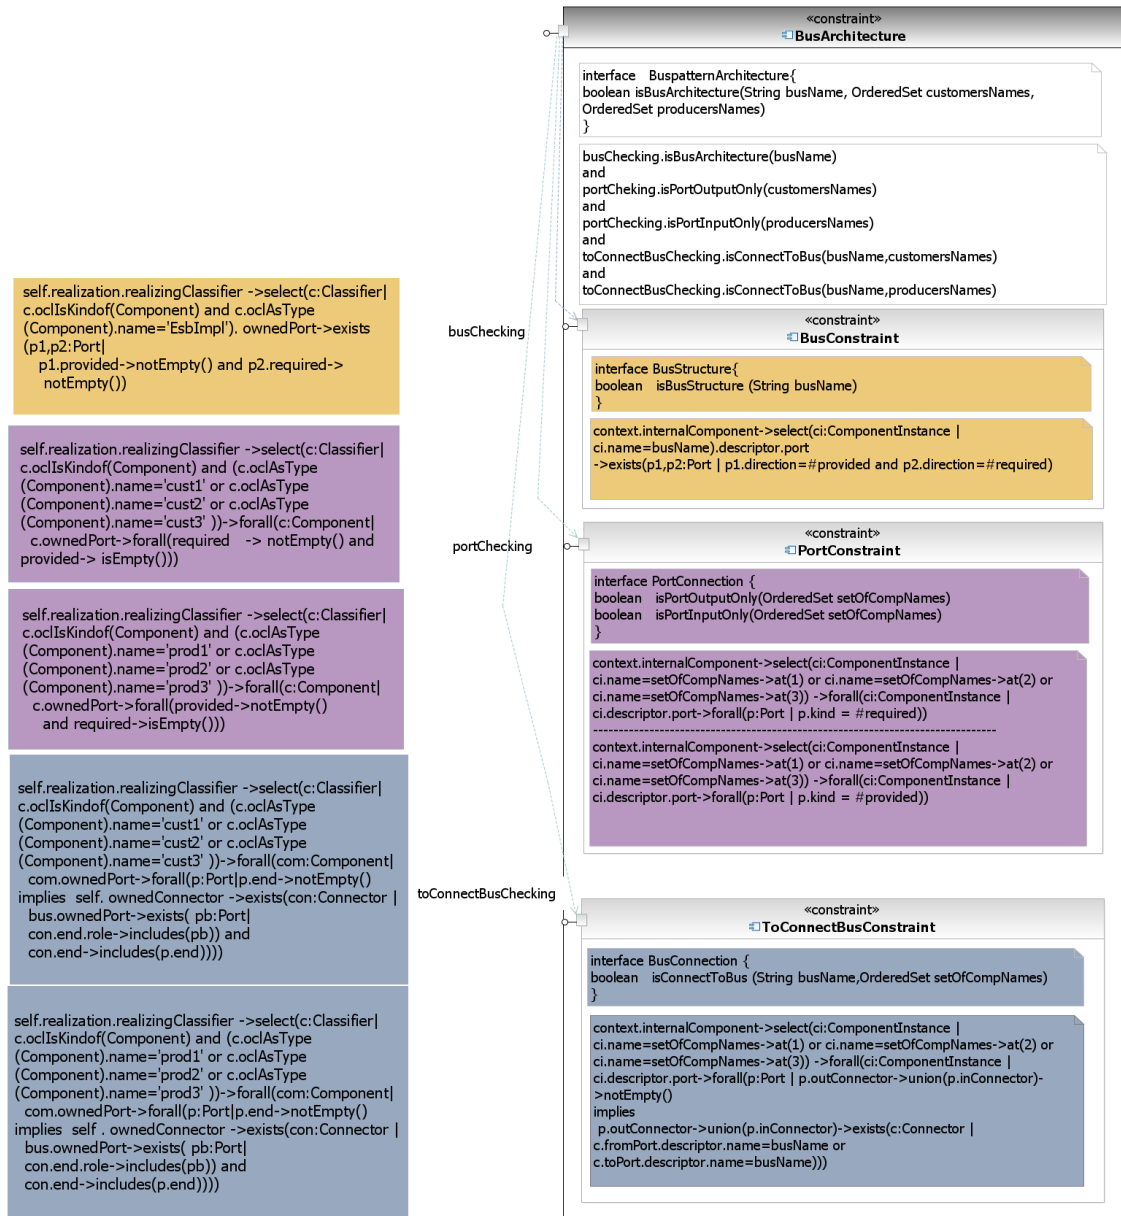 «constraint»
BusArchitecture
interface   BuspatternArchitecture{
boolean isBusArchitecture(String busName, OrderedSet customersNames,
OrderedSet producersNames)
}
busChecking.isBusArchitecture(busName)
and
portCheking.isPortOutputOnly(customersNames)
and
portChecking.isPortInputOnly(producersNames)
and
toConnectBusChecking.isConnectToBus(busName,customersNames)
and
toConnectBusChecking.isConnectToBus(busName,producersNames)
self.realization.realizingClassifier ->select(c:Classifier|
c.oclIsKindof(Component) and c.oclAsType
(Component).name='EsbImpl'). ownedPort->exists
(p1,p2:Port|
p1.provided->notEmpty() and p2.required->
notEmpty())
busChecking
«constraint»
BusConstraint
interface BusStructure{
boolean   isBusStructure (String busName)
}
context.internalComponent->select(ci:ComponentInstance |
ci.name=busName).descriptor.port
->exists(p1,p2:Port | p1.direction=#provided and p2.direction=#required)
self.realization.realizingClassifier ->select(c:Classifier|
c.oclIsKindof(Component) and (c.oclAsType
(Component).name='cust1' or c.oclAsType
(Component).name='cust2' or c.oclAsType
(Component).name='cust3' ))->forall(c:Component|
c.ownedPort->forall(required   -> notEmpty() and
provided-> isEmpty()))
portChecking
«constraint»
PortConstraint
interface PortConnection {
boolean   isPortOutputOnly(OrderedSet setOfCompNames)
boolean   isPortInputOnly(OrderedSet setOfCompNames)
}
self.realization.realizingClassifier ->select(c:Classifier|
c.oclIsKindof(Component) and (c.oclAsType
(Component).name='prod1' or c.oclAsType
(Component).name='prod2' or c.oclAsType
(Component).name='prod3' ))->forall(c:Component|
c.ownedPort->forall(provided->notEmpty()
and required->isEmpty()))
context.internalComponent->select(ci:ComponentInstance |
ci.name=setOfCompNames->at(1) or ci.name=setOfCompNames->at(2) or
ci.name=setOfCompNames->at(3)) ->forall(ci:ComponentInstance |
ci.descriptor.port->forall(p:Port | p.kind = #required))
-------------------------------------------------------------------------------
context.internalComponent->select(ci:ComponentInstance |
ci.name=setOfCompNames->at(1) or ci.name=setOfCompNames->at(2) or
ci.name=setOfCompNames->at(3)) ->forall(ci:ComponentInstance |
ci.descriptor.port->forall(p:Port | p.kind = #provided))
self.realization.realizingClassifier ->select(c:Classifier|
c.oclIsKindof(Component) and (c.oclAsType
(Component).name='cust1' or c.oclAsType
(Component).name='cust2' or c.oclAsType
(Component).name='cust3' ))->forall(com:Component|
com.ownedPort->forall(p:Port|p.end->notEmpty()
implies  self. ownedConnector ->exists(con:Connector |
bus.ownedPort->exists( pb:Port|
con.end.role->includes(pb)) and
con.end->includes(p.end))))
toConnectBusChecking
«constraint»
ToConnectBusConstraint
interface BusConnection {
boolean   isConnectToBus (String busName,OrderedSet setOfCompNames)
}
self.realization.realizingClassifier ->select(c:Classifier|
c.oclIsKindof(Component) and (c.oclAsType
(Component).name='prod1' or c.oclAsType
(Component).name='prod2' or c.oclAsType
(Component).name='prod3' ))->forall(com:Component|
com.ownedPort->forall(p:Port|p.end->notEmpty()
implies  self . ownedConnector ->exists(con:Connector |
bus.ownedPort->exists( pb:Port|
con.end.role->includes(pb)) and
con.end->includes(p.end))))
context.internalComponent->select(ci:ComponentInstance |
ci.name=setOfCompNames->at(1) or ci.name=setOfCompNames->at(2) or
ci.name=setOfCompNames->at(3)) ->forall(ci:ComponentInstance |
ci.descriptor.port->forall(p:Port | p.outConnector->union(p.inConnector)-
>notEmpty()
implies
p.outConnector->union(p.inConnector)->exists(c:Connector |
c.fromPort.descriptor.name=busName or
c.toPort.descriptor.name=busName)))